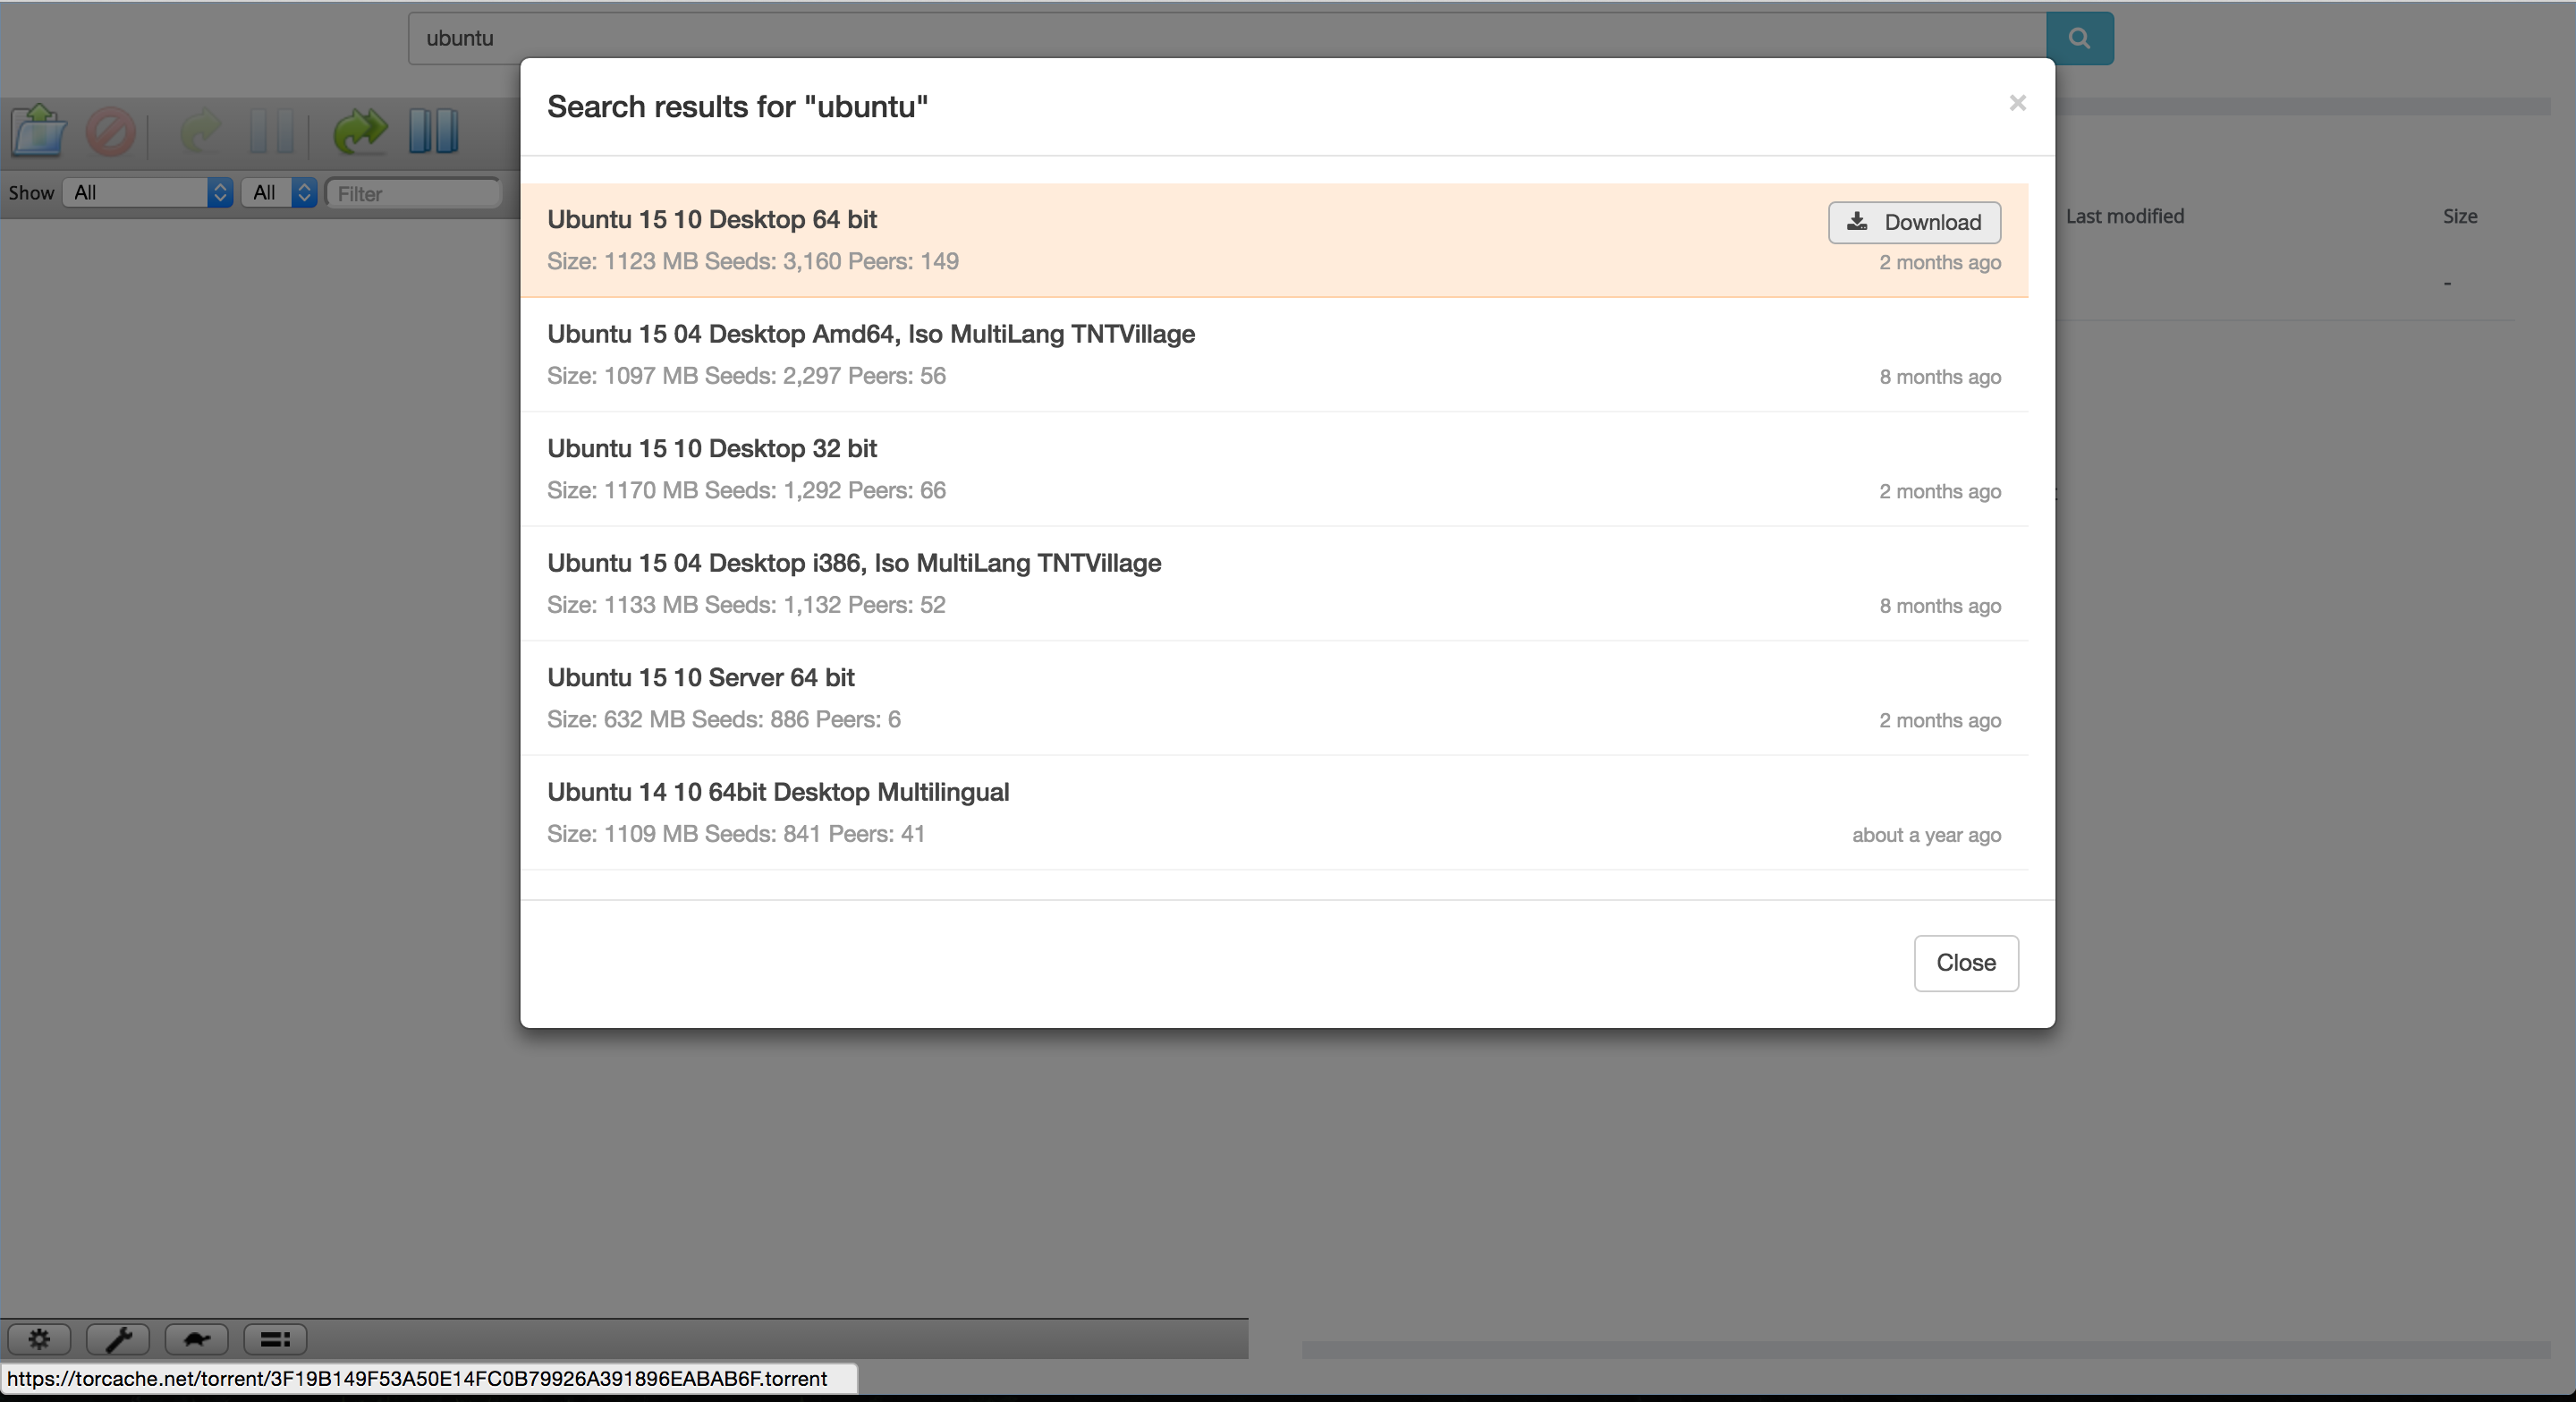 ubuntu
Search results for "ubuntu"
×
Show All All Filter
Last modified Size
Ubuntu 15 10 Desktop 64 bit
Download
Size: 1123 MB Seeds: 3,160 Peers: 149
2 months ago
-
Ubuntu 15 04 Desktop Amd64, Iso MultiLang TNTVillage
Size: 1097 MB Seeds: 2,297 Peers: 56
8 months ago
Ubuntu 15 10 Desktop 32 bit
Size: 1170 MB Seeds: 1,292 Peers: 66
2 months ago
Ubuntu 15 04 Desktop i386, Iso MultiLang TNTVillage
Size: 1133 MB Seeds: 1,132 Peers: 52
8 months ago
Ubuntu 15 10 Server 64 bit
Size: 632 MB Seeds: 886 Peers: 6
2 months ago
Ubuntu 14 10 64bit Desktop Multilingual
Size: 1109 MB Seeds: 841 Peers: 41
about a year ago
Close
https://torcache.net/torrent/3F19B149F53A50E14FC0B79926A391896EABAB6F.torrent